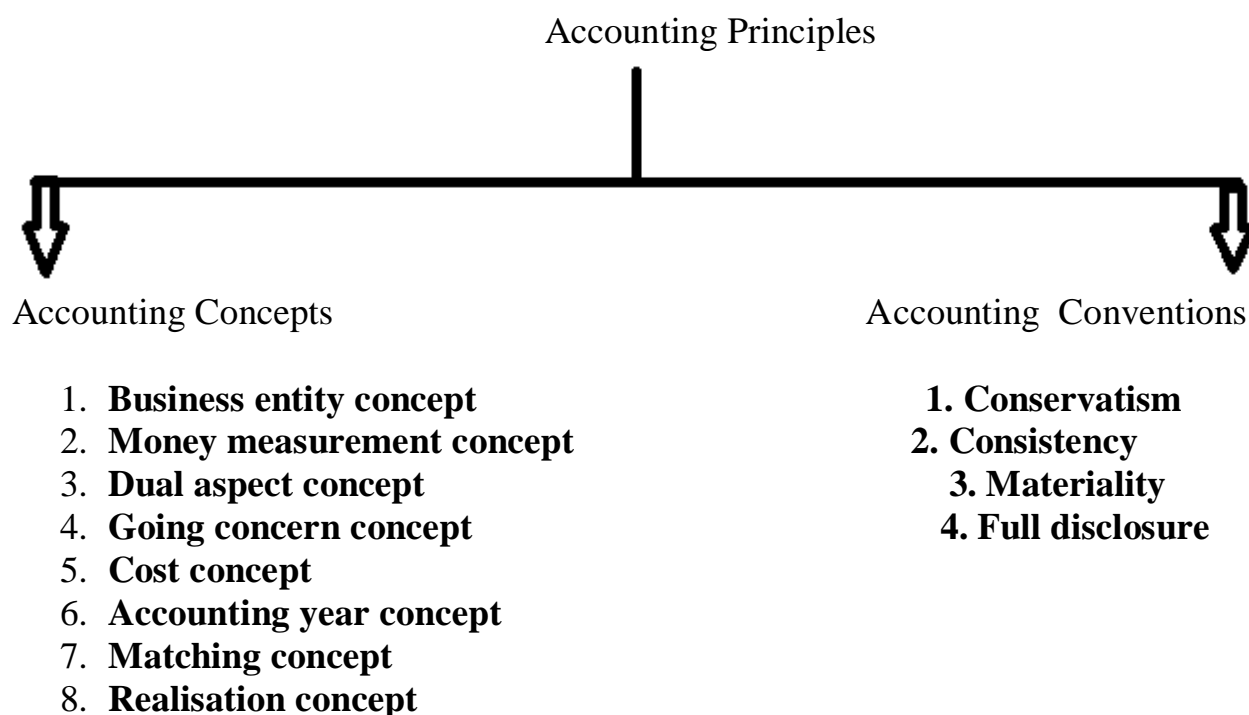 Accounting Principles
Accounting Concepts
1. Business entity concept
2. Money measurement concept
3. Dual aspect concept
4. Going concern concept
5. Cost concept
6. Accounting year concept
7. Matching concept
8. Realisation concept
Accounting Conventions
1. Conservatism
2. Consistency
3. Materiality
4. Full disclosure